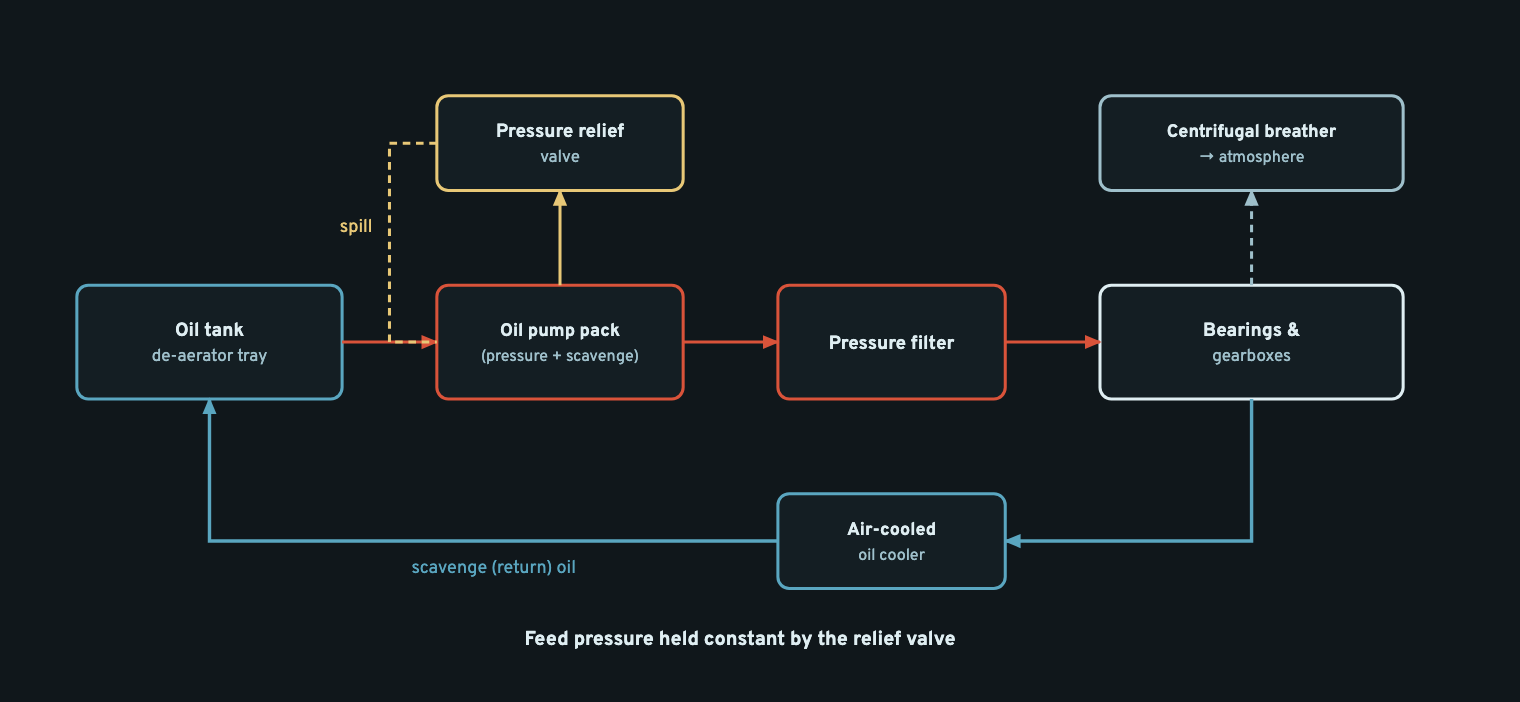 Pressure relief
valve
Centrifugal breather
→ atmosphere
spill
Oil tank
de-aerator tray
Oil pump pack
(pressure + scavenge)
Pressure filter
Bearings &
gearboxes
Air-cooled
oil cooler
scavenge (return) oil
Feed pressure held constant by the relief valve